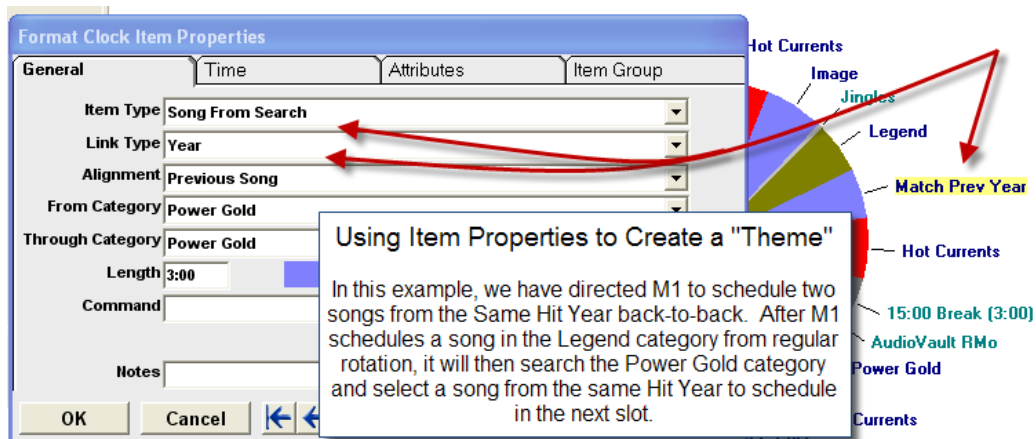 Format Clock Item Properties
General
Time
Attributes
Item Group
Item Type Song From Search
Link Type Year
Alignment Previous Song
From Category Power Gold
Through Category Power Gold
Length 3:00
Command
Notes
OK
Cancel
Using Item Properties to Create a "Theme"
In this example, we have directed M1 to schedule two
songs from the Same Hit Year back-to-back. After M1
schedules a song in the Legend category from regular
rotation, it will then search the Power Gold category
and select a song from the same Hit Year to schedule
in the next slot.
Hot Currents
Image
Jingles
Legend
Match Prev Year
Hot Currents
15:00 Break (3:00)
AudioVault RMo
Power Gold
Currents